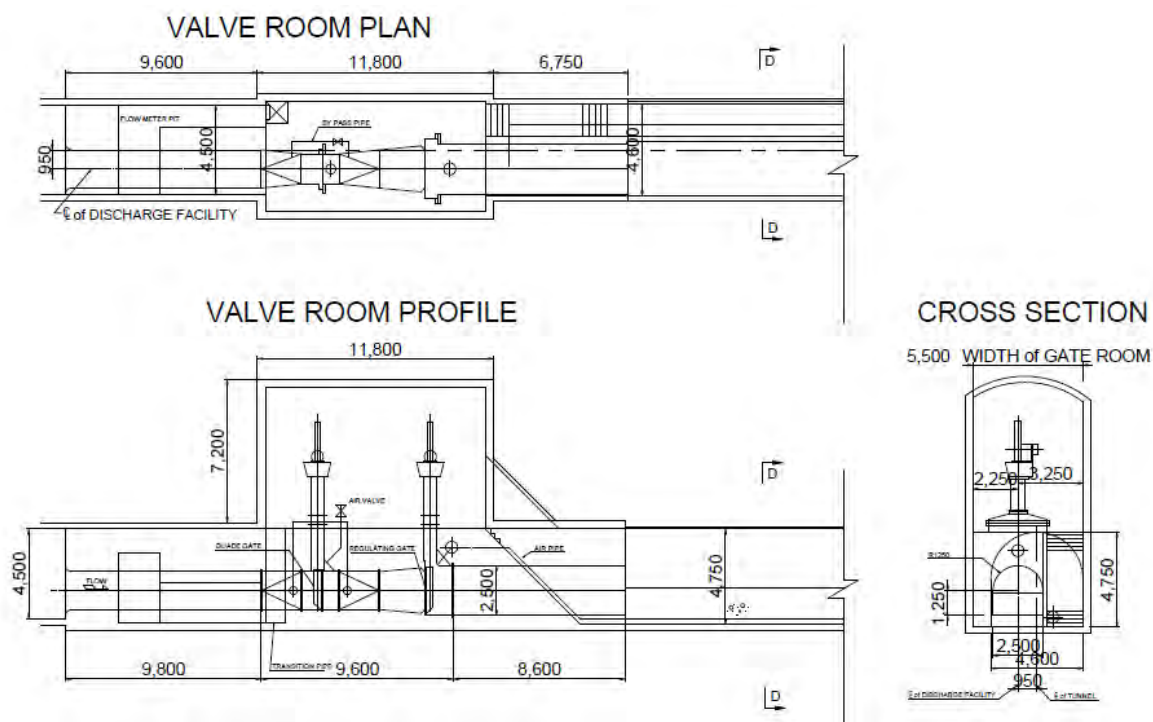 VALVE ROOM PLAN
9,600
11,800
6,750
D
FLOW METER PIT
BY PASS PIPE
950
4,500
4,600
℄ of DISCHARGE FACILITY
D
VALVE ROOM PROFILE
CROSS SECTION
11,800
5,500 WIDTH of GATE ROOM
7,200
D
2,250
3,250
AIR VALVE
GUADE GATE
REGULATING GATE
AIR PIPE
4,500
FLOW
2,500
4,750
R1250
1,250
4,750
TRANSITION PIPE
9,800
9,600
8,600
2,500
4,600
950
D
℄ of DISCHARGE FACILITY
℄ of TUNNEL